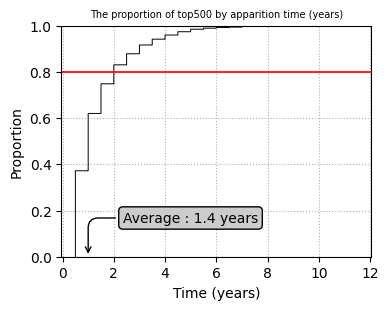 The proportion of top500 by apparition time (years)
1.0
0.8
0.6
0.4
0.2
0.0
Proportion
Average : 1.4 years
0 2 4 6 8 10 12
Time (years)